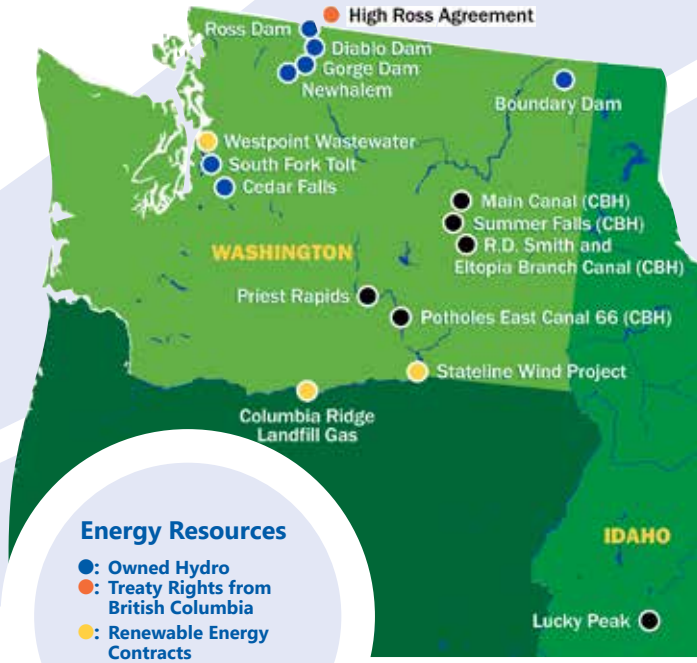 High Ross Agreement
Ross Dam
Diablo Dam
Gorge Dam
Newhalem
Boundary Dam
Westpoint Wastewater
South Fork Tolt
Cedar Falls
Main Canal (CBH)
Summer Falls (CBH)
R.D. Smith and
Eltopia Branch Canal (CBH)
WASHINGTON
Priest Rapids
Potholes East Canal 66 (CBH)
Stateline Wind Project
Columbia Ridge
Landfill Gas
Energy Resources
: Owned Hydro
: Treaty Rights from
British Columbia
: Renewable Energy
Contracts
IDAHO
Lucky Peak